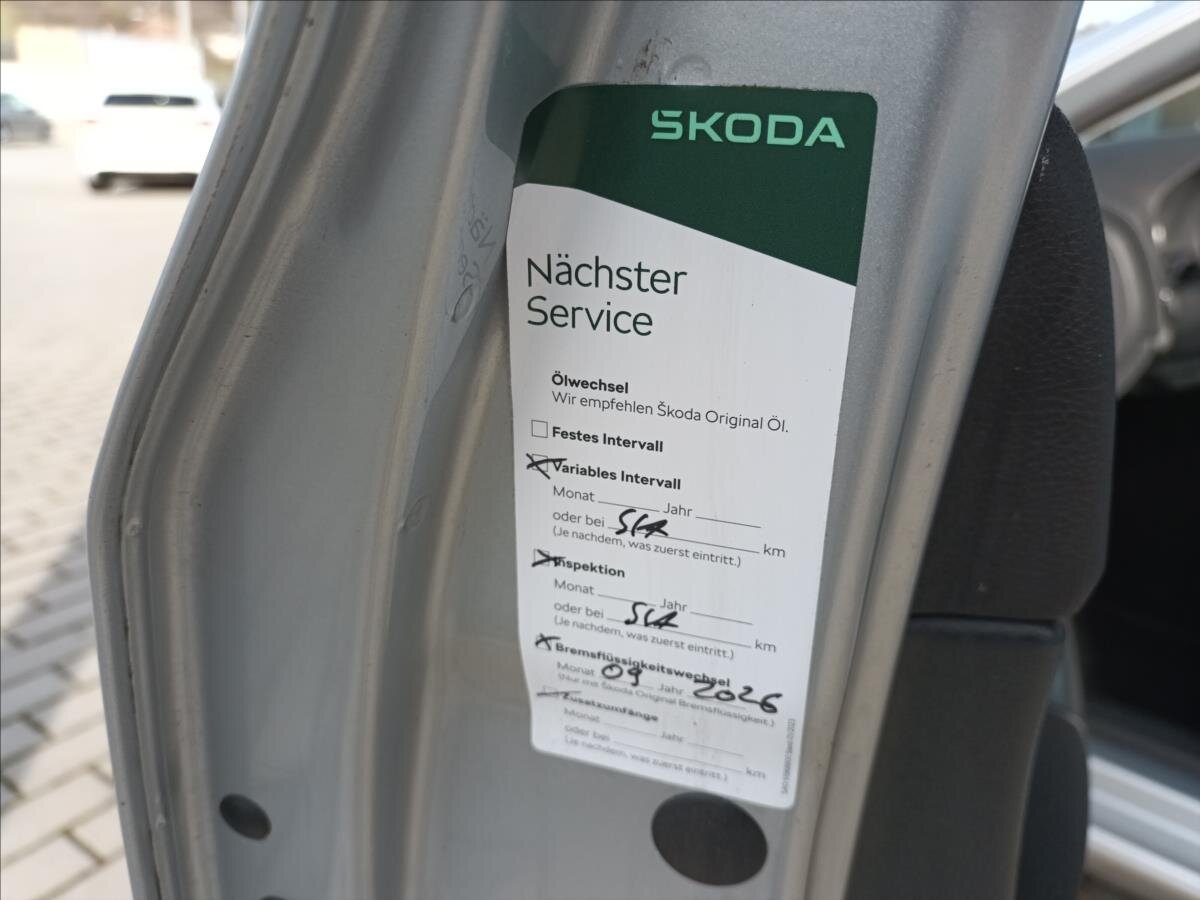 ŠKODA
Nächster
Service
Ölwechsel
Wir empfehlen Škoda Original Öl.
Festes Intervall
Variables Intervall
Monat Jahr
oder bei SIA km
(Je nachdem, was zuerst eintritt.)
Inspektion
Monat Jahr
oder bei SIA km
(Je nachdem, was zuerst eintritt.)
Bremsflüssigkeitswechsel
Monat 09 Jahr 2026
(Nur mit Škoda Original Bremsflüssigkeit.)
Zusatzumfänge
Monat Jahr
oder bei km
(Je nachdem, was zuerst eintritt.)